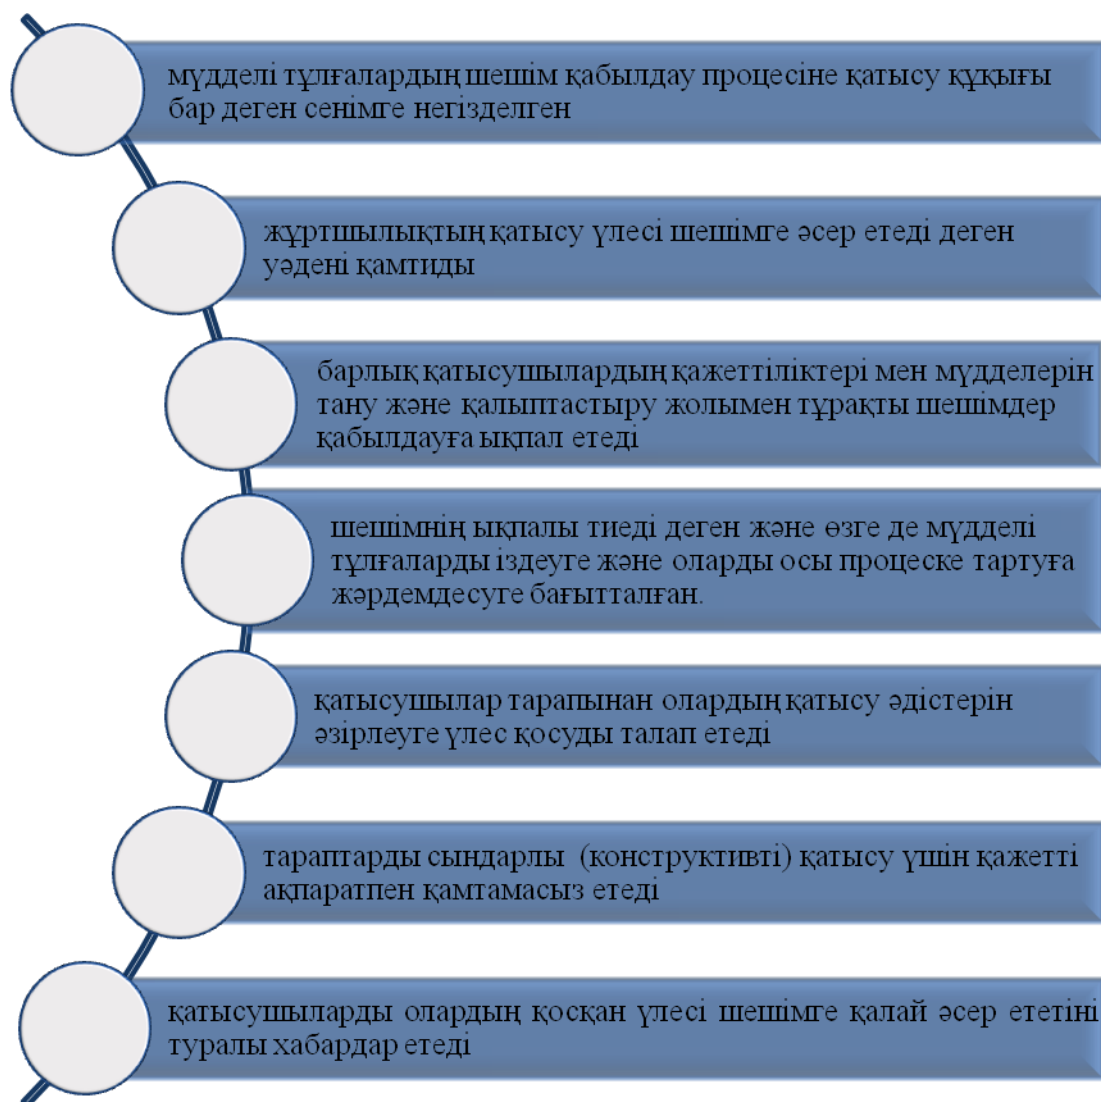 мүдделі тұлғалардың шешім қабылдау процесіне қатысу құқығы
бар деген сенімге негізделген
жұртшылықтың қатысу үлесі шешімге әсер етеді деген
уәдені қамтиды
барлық қатысушылардың қажеттіліктері мен мүдделерін
тану және қалыптастыру жолымен тұрақты шешімдер
қабылдауға ықпал етеді
шешімнің ықпалы тиеді деген және өзге де мүдделі
тұлғаларды іздеуге және оларды осы процеске тартуға
жәрдемдесуге бағытталған.
қатысушылар тарапынан олардың қатысу әдістерін
әзірлеуге үлес қосуды талап етеді
тараптарды сындарлы (конструктивті) қатысу үшін қажетті
ақпаратпен қамтамасыз етеді
қатысушыларды олардың қосқан үлесі шешімге қалай әсер ететіні
туралы хабардар етеді